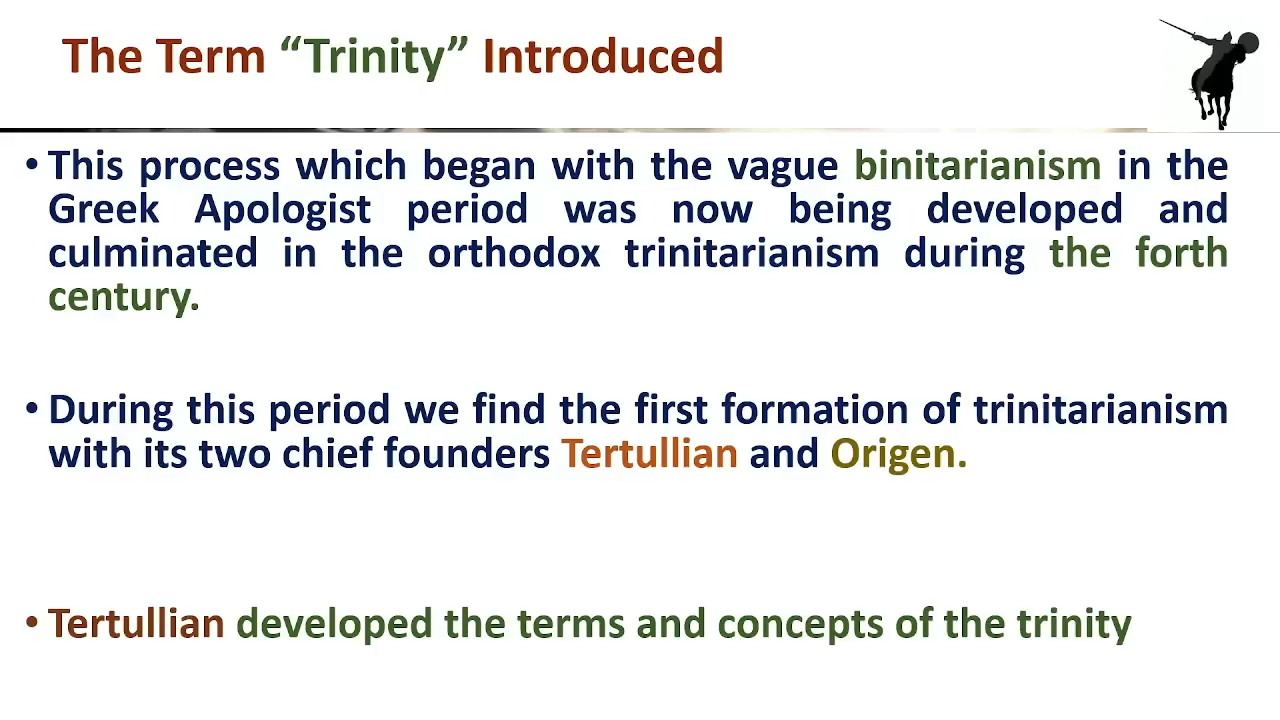 The Term “Trinity” Introduced
• This process which began with the vague binitarianism in the
Greek Apologist period was now being developed and
culminated in the orthodox trinitarianism during the forth
century.
• During this period we find the first formation of trinitarianism
with its two chief founders Tertullian and Origen.
• Tertullian developed the terms and concepts of the trinity